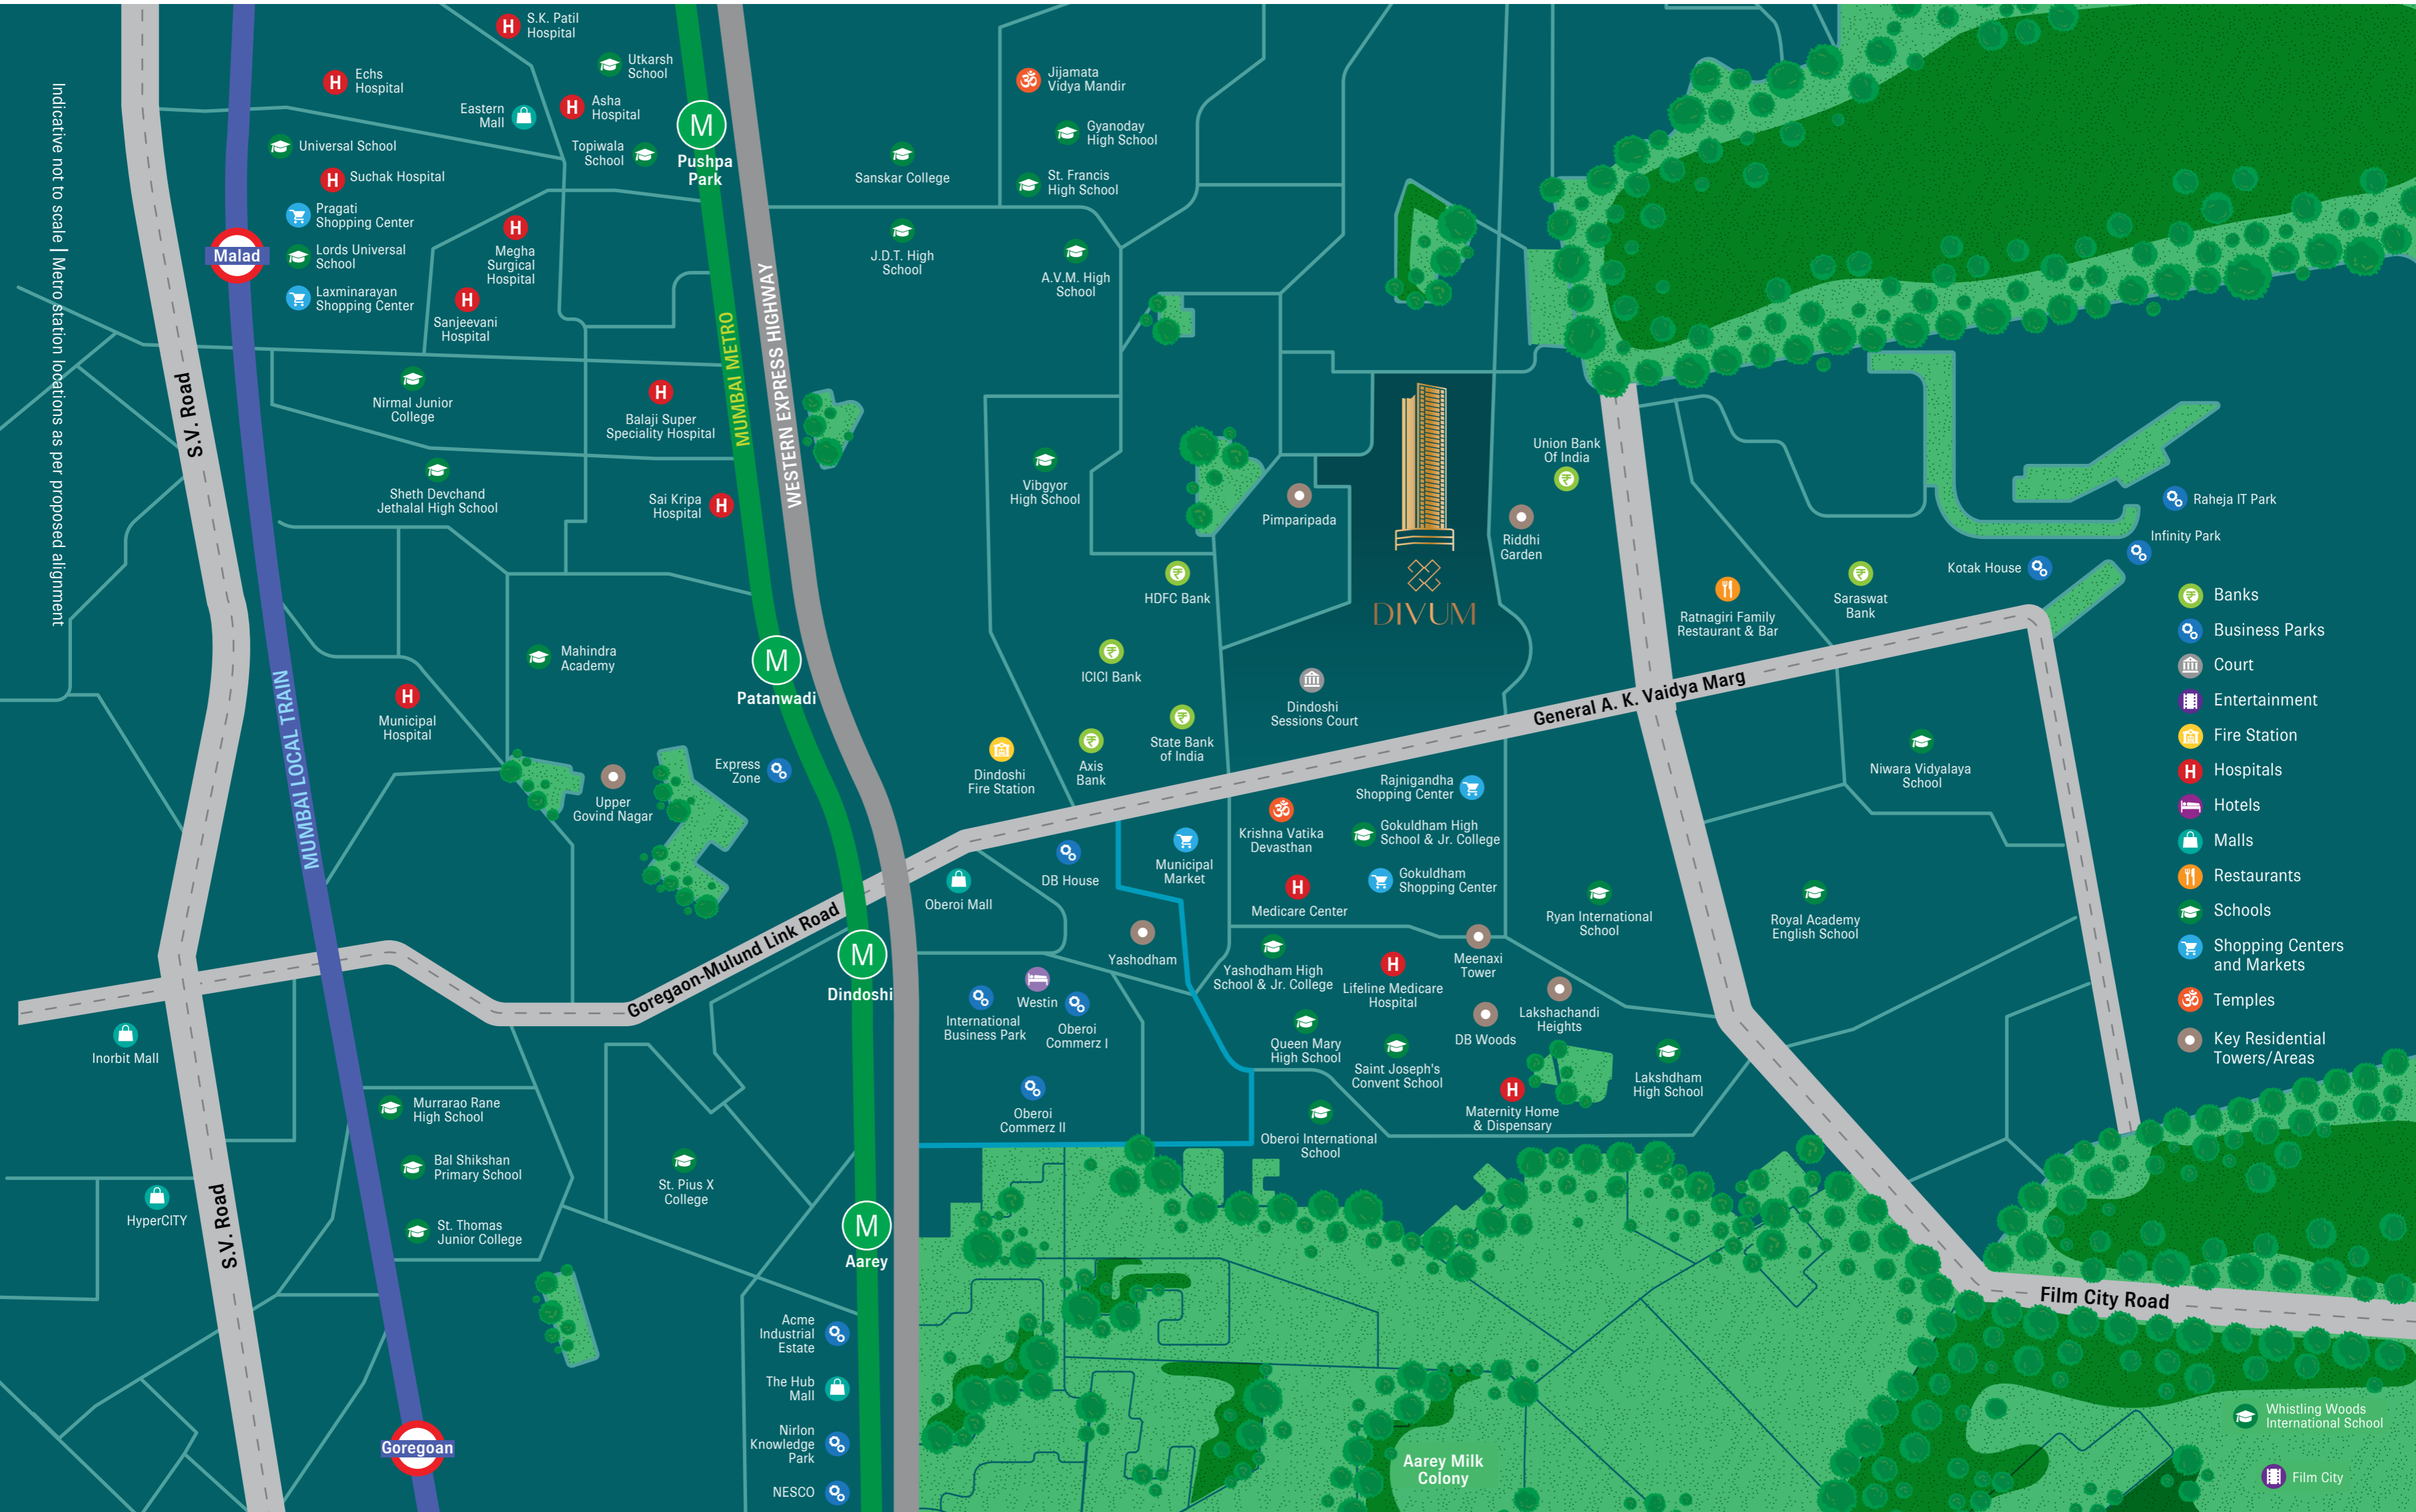 Indicative not to scale | Metro station locations as per proposed alignment
S.K. Patil
Hospital
Echs
Hospital
Utkarsh
School
Eastern
Mall
Asha
Hospital
Universal School
Topiwala
School
Suchak Hospital
Pragati
Shopping Center
Malad
Lords Universal
School
Laxminarayan
Shopping Center
Megha
Surgical
Hospital
Sanjeevani
Hospital
M
Pushpa
Park
Jijamata
Vidya Mandir
Gyanoday
High School
Sanskar College
St. Francis
High School
J.D.T. High
School
A.V.M. High
School
S.V. Road
Nirmal Junior
College
Balaji Super
Speciality Hospital
MUMBAI METRO
WESTERN EXPRESS HIGHWAY
Sheth Devchand
Jethalal High School
Sai Kripa
Hospital
Vibgyor
High School
Pimparipada
Union Bank
Of India
Riddhi
Garden
DIVUM
HDFC Bank
ICICI Bank
Dindoshi
Sessions Court
State Bank
of India
Axis
Bank
Dindoshi
Fire Station
Mahindra
Academy
Municipal
Hospital
M
Patanwadi
MUMBAI LOCAL TRAIN
Upper
Govind Nagar
Express
Zone
Raheja IT Park
Infinity Park
Kotak House
Ratnagiri Family
Restaurant & Bar
Saraswat
Bank
General A. K. Vaidya Marg
Niwara Vidyalaya
School
Banks
Business Parks
Court
Entertainment
Fire Station
Hospitals
Hotels
Malls
Restaurants
Schools
Shopping Centers
and Markets
Temples
Key Residential
Towers/Areas
Rajnigandha
Shopping Center
Krishna Vatika
Devasthan
Gokuldham High
School & Jr. College
Municipal
Market
Gokuldham
Shopping Center
DB House
Oberoi Mall
Medicare Center
Ryan International
School
Royal Academy
English School
Goregaon-Mulund Link Road
M
Dindoshi
Yashodham
Yashodham High
School & Jr. College
Lifeline Medicare
Hospital
Meenaxi
Tower
Westin
International
Business Park
Oberoi
Commerz I
Lakshachandi
Heights
DB Woods
Queen Mary
High School
Saint Joseph's
Convent School
Lakshdham
High School
Maternity Home
& Dispensary
Oberoi
Commerz II
Oberoi International
School
Inorbit Mall
Murrarao Rane
High School
Bal Shikshan
Primary School
HyperCITY
St. Thomas
Junior College
S.V. Road
St. Pius X
College
M
Aarey
Film City Road
Acme
Industrial
Estate
The Hub
Mall
Nirlon
Knowledge
Park
NESCO
Goregoan
Aarey Milk
Colony
Whistling Woods
International School
Film City